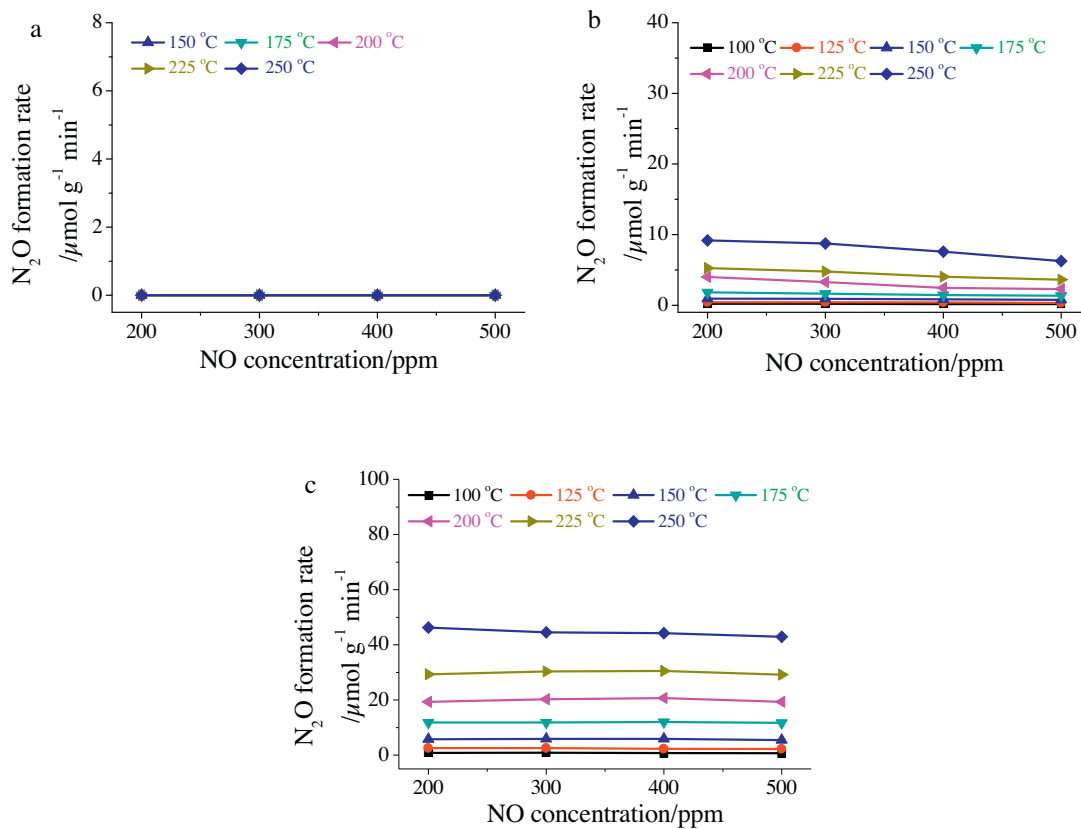 a
150 °C 175 °C 200 °C
225 °C 250 °C
N₂O formation rate
/µmol g⁻¹ min⁻¹
8
6
4
2
0
200 300 400 500
NO concentration/ppm
b
100 °C 125 °C 150 °C 175 °C
200 °C 225 °C 250 °C
N₂O formation rate
/µmol g⁻¹ min⁻¹
40
30
20
10
0
200 300 400 500
NO concentration/ppm
c
100 °C 125 °C 150 °C 175 °C
200 °C 225 °C 250 °C
N₂O formation rate
/µmol g⁻¹ min⁻¹
100
80
60
40
20
0
200 300 400 500
NO concentration/ppm